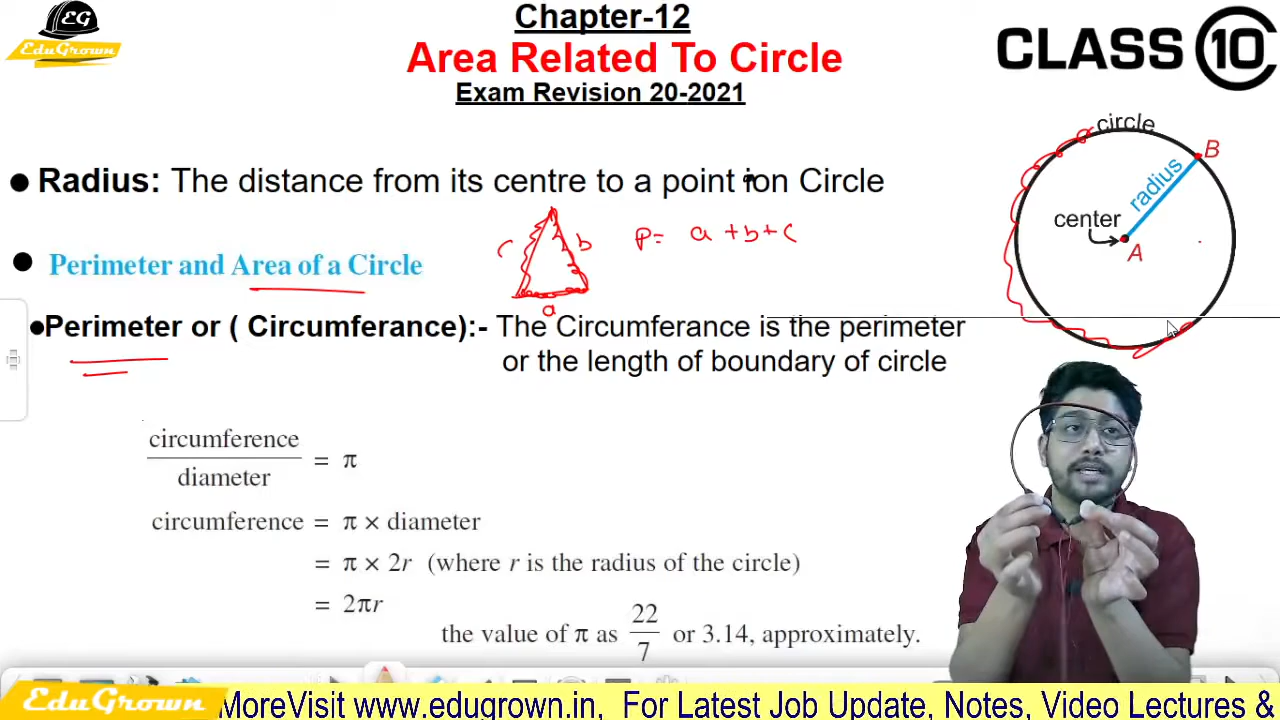 EG
EduGrown
Chapter-12
Area Related To Circle
Exam Revision 20-2021
CLASS 10
Radius: The distance from its centre to a point on Circle
Perimeter and Area of a Circle
c b
a
P= a+b+c
circle
B
radius
center
A
Perimeter or ( Circumferance):- The Circumferance is the perimeter
or the length of boundary of circle
circumference
diameter
= π
circumference = π × diameter
= π × 2r (where r is the radius of the circle)
= 2πr
the value of π as 22/7 or 3.14, approximately.
EduGrown
MoreVisit www.edugrown.in, For Latest Job Update, Notes, Video Lectures &